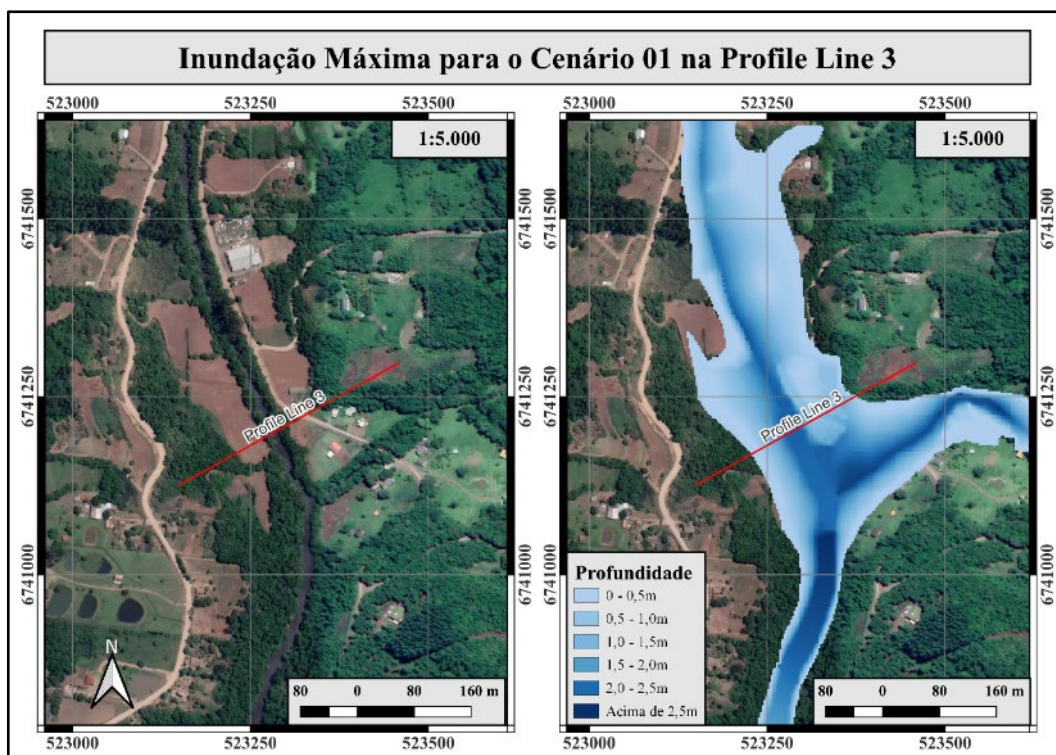 Inundação Máxima para o Cenário 01 na Profile Line 3
523000 523250 523500
1:5.000
6741500 6741500
6741250 6741250
6741000 6741000
Profile Line 3
N
80 0 80 160 m
523000 523250 523500
523000 523250 523500
1:5.000
6741500 6741500
6741250 6741250
6741000 6741000
Profile Line 3
Profundidade
0 - 0,5m
0,5 - 1,0m
1,0 - 1,5m
1,5 - 2,0m
2,0 - 2,5m
Acima de 2,5m
80 0 80 160 m
523000 523250 523500